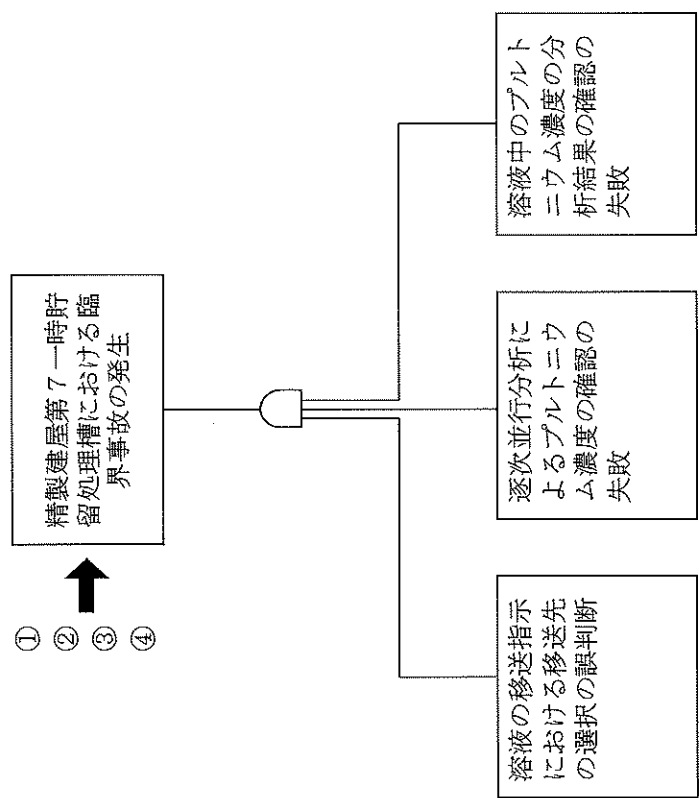 ①
②
③
④
精製建屋第７一時貯
留処理槽における臨
界事故の発生
溶液の移送指示
における移送先
の選択の誤判断
逐次並行分析に
よるプルトニウ
ム濃度の確認の
失敗
溶液中のプルト
ニウム濃度の分
析結果の確認の
失敗